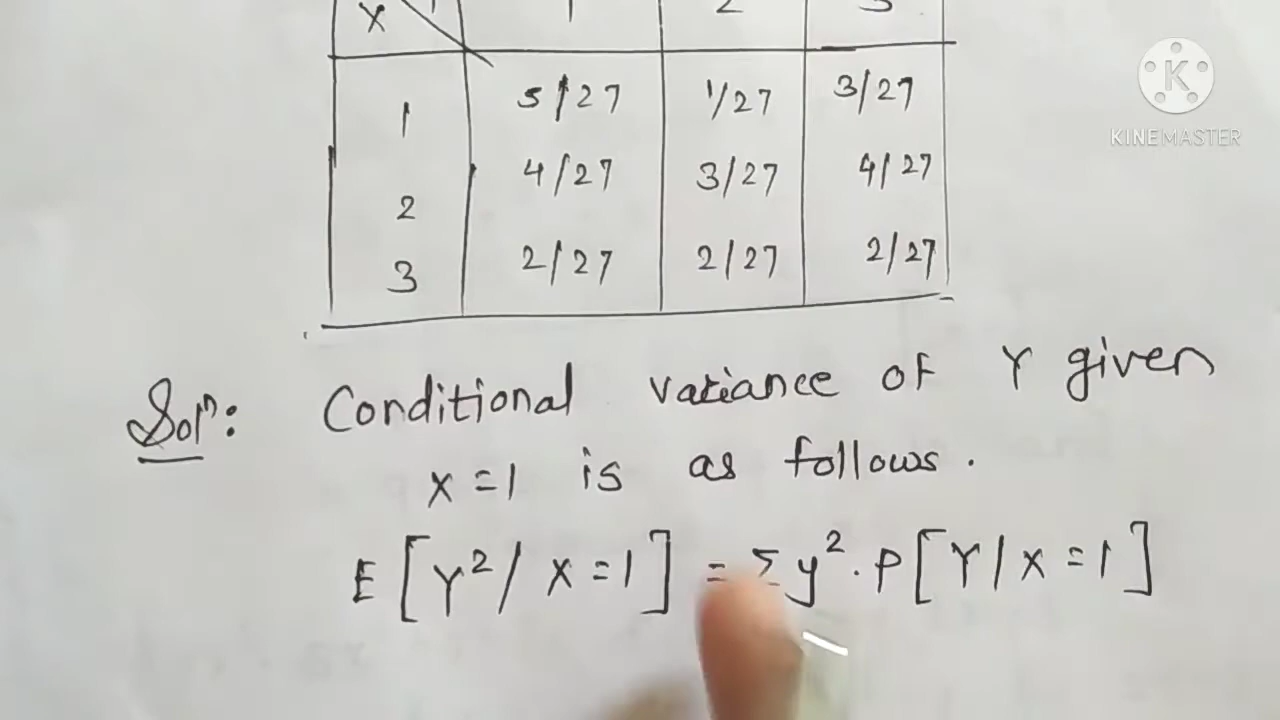 X 1 2 3
1 5/27 1/27 3/27
2 4/27 3/27 4/27
3 2/27 2/27 2/27
Solⁿ: Conditional variance of Y given
X=1 is as follows.
E[Y²/X=1] = Σy².P[Y/X=1]
KINEMASTER